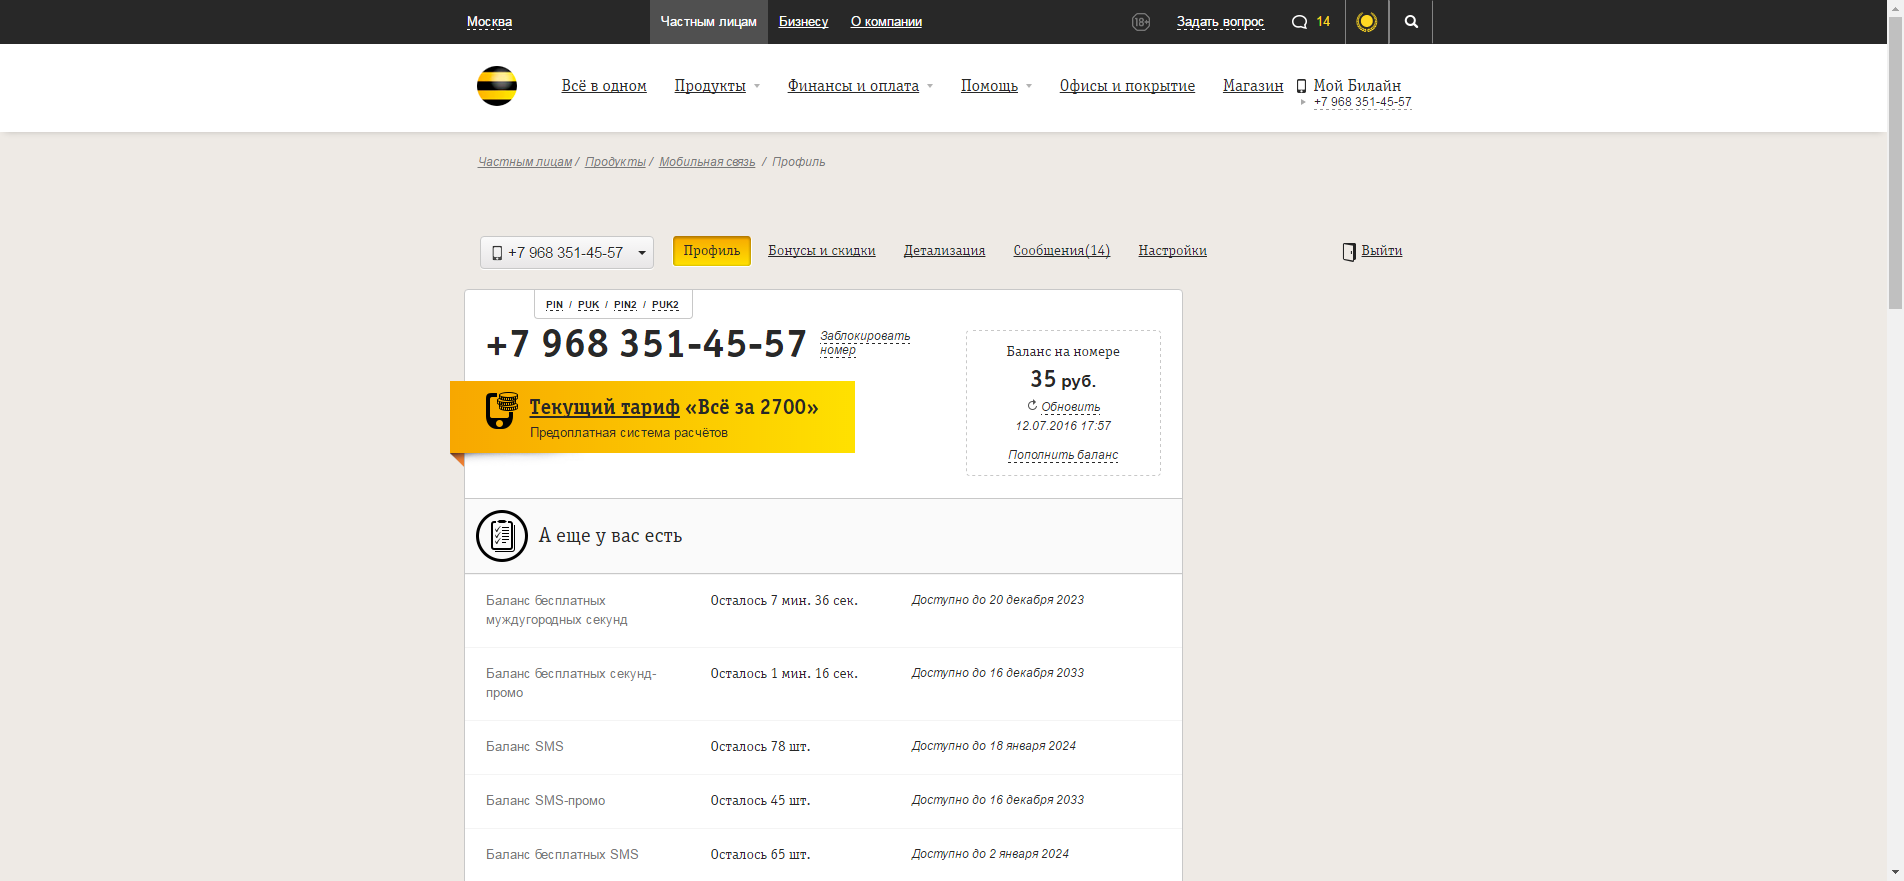 Москва
Частным лицам
Бизнесу
О компании
18+
Задать вопрос
14
Всё в одном
Продукты
Финансы и оплата
Помощь
Офисы и покрытие
Магазин
Мой Билайн
+7 968 351-45-57
Частным лицам / Продукты / Мобильная связь / Профиль
+7 968 351-45-57
Профиль
Бонусы и скидки
Детализация
Сообщения(14)
Настройки
Выйти
PIN / PUK / PIN2 / PUK2
+7 968 351-45-57
Заблокировать
номер
Текущий тариф «Всё за 2700»
Предоплатная система расчётов
Баланс на номере
35 руб.
Обновить
12.07.2016 17:57
Пополнить баланс
А еще у вас есть
Баланс бесплатных
муждугородных секунд
Осталось 7 мин. 36 сек.
Доступно до 20 декабря 2023
Баланс бесплатных секунд-
промо
Осталось 1 мин. 16 сек.
Доступно до 16 декабря 2033
Баланс SMS
Осталось 78 шт.
Доступно до 18 января 2024
Баланс SMS-промо
Осталось 45 шт.
Доступно до 16 декабря 2033
Баланс бесплатных SMS
Осталось 65 шт.
Доступно до 2 января 2024